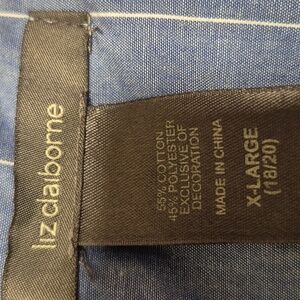 liz claiborne
55% COTTON
45% POLYESTER
EXCLUSIVE OF
DECORATION
MADE IN CHINA
X-LARGE
(18/20)